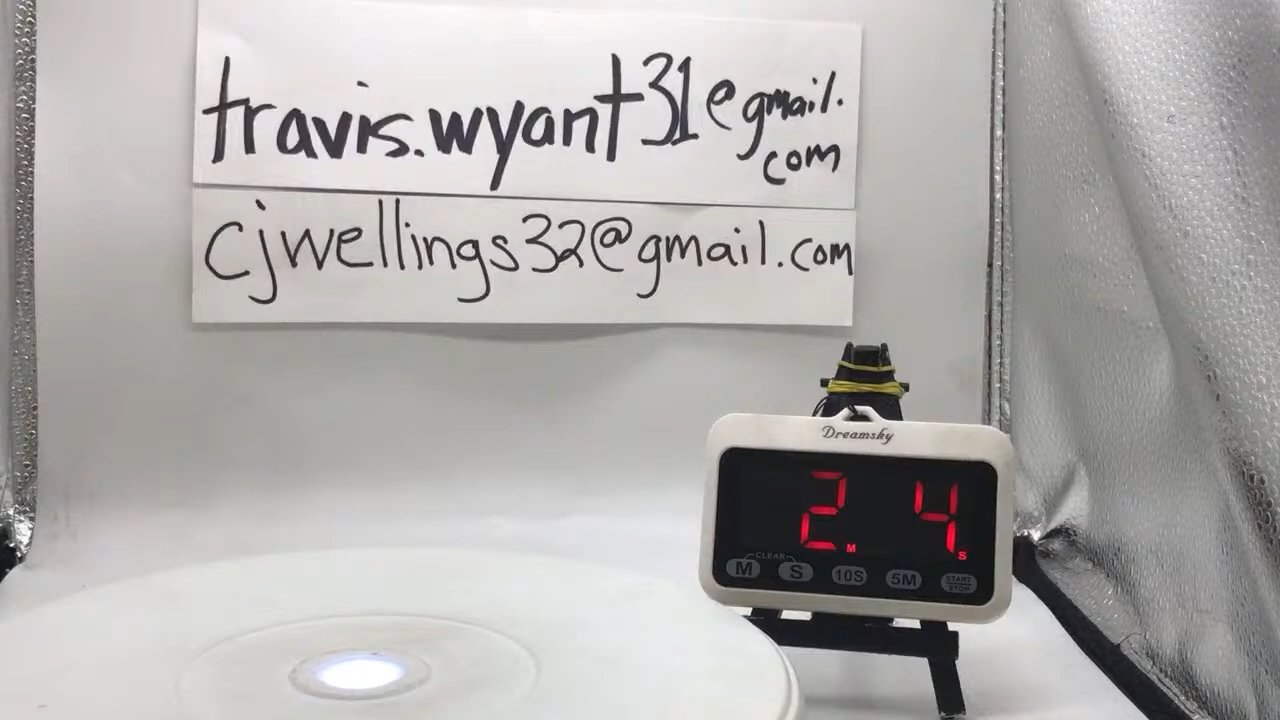 travis.wyant31@gmail.
com
cjwellings32@gmail.com
Dreamsky
2 M 4 S
CLEAR
M S 10S 5M START
STOP